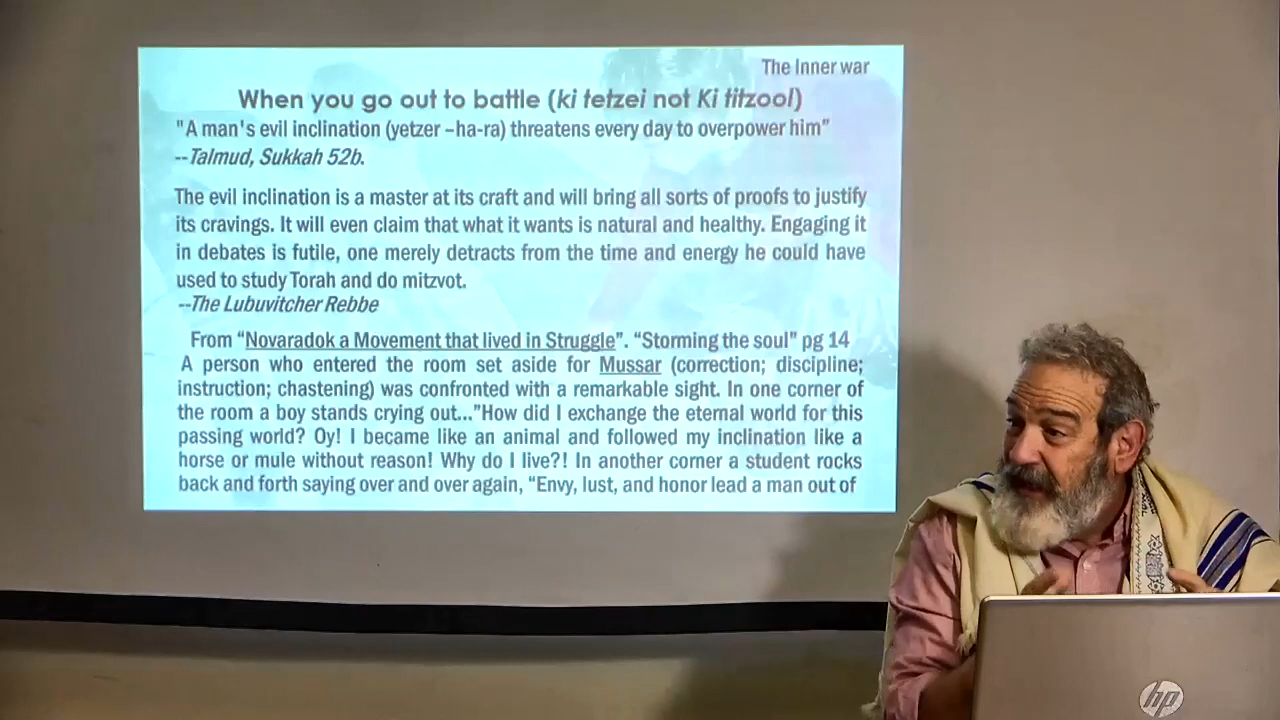 The Inner war
When you go out to battle (ki tetzei not Ki titzool)
"A man's evil inclination (yetzer –ha-ra) threatens every day to overpower him"
--Talmud, Sukkah 52b.
The evil inclination is a master at its craft and will bring all sorts of proofs to justify
its cravings. It will even claim that what it wants is natural and healthy. Engaging it
in debates is futile, one merely detracts from the time and energy he could have
used to study Torah and do mitzvot.
--The Lubuvitcher Rebbe
From “Novaradok a Movement that lived in Struggle”. “Storming the soul” pg 14
A person who entered the room set aside for Mussar (correction; discipline;
instruction; chastening) was confronted with a remarkable sight. In one corner of
the room a boy stands crying out...”How did I exchange the eternal world for this
passing world? Oy! I became like an animal and followed my inclination like a
horse or mule without reason! Why do I live?! In another corner a student rocks
back and forth saying over and over again, “Envy, lust, and honor lead a man out of
hp